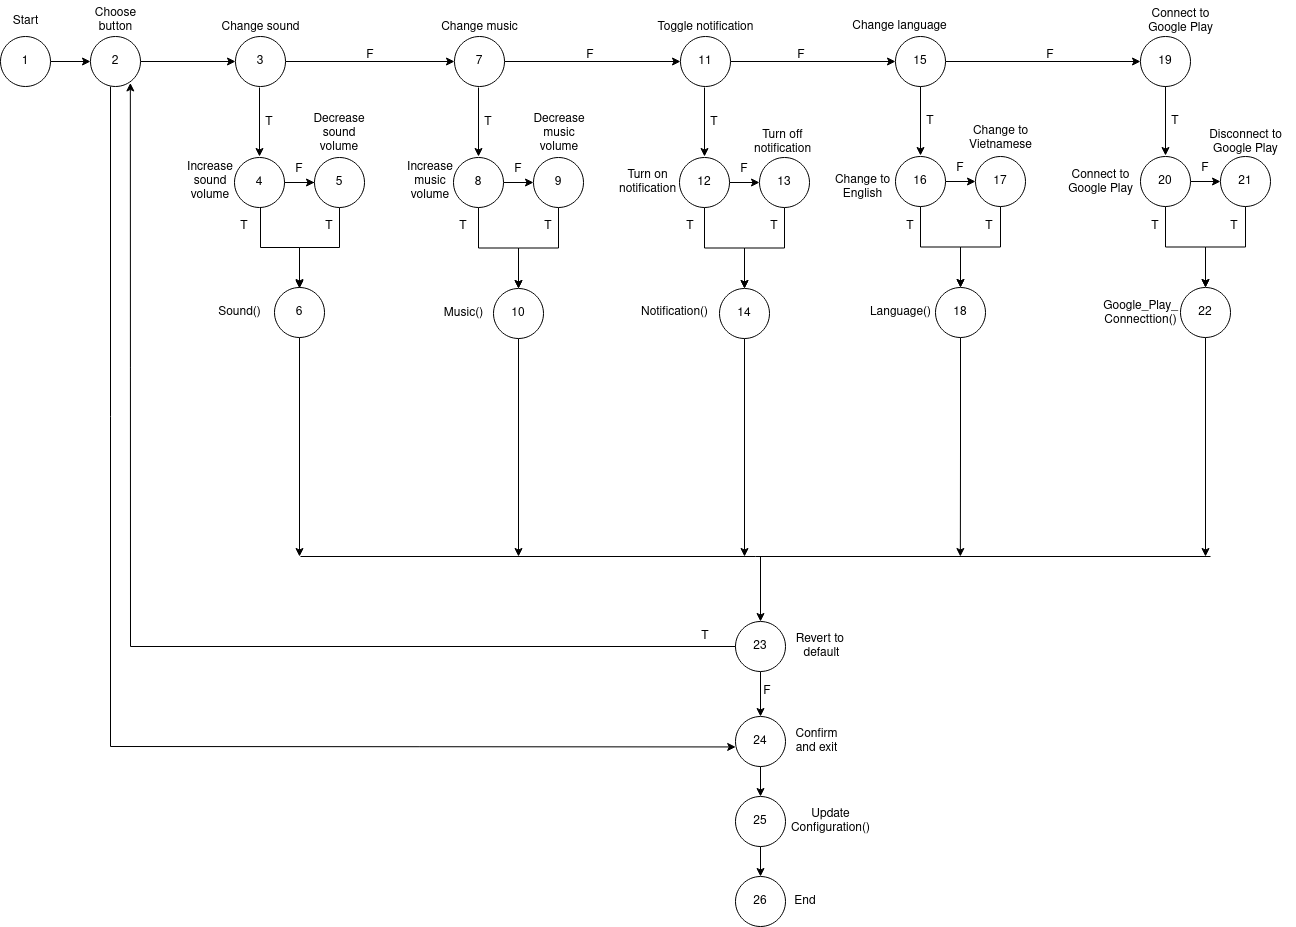 Start
Choose
button
Change sound
Change music
Toggle notification
Change language
Connect to
Google Play
1
2
3
F
7
F
11
F
15
F
19
T
T
T
T
T
Decrease
sound
volume
Decrease
music
volume
Turn off
notification
Change to
Vietnamese
Disconnect to
Google Play
Increase
sound
volume
4
F
5
Increase
music
volume
8
F
9
Turn on
notification
12
F
13
Change to
English
16
F
17
Connect to
Google Play
20
F
21
T
T
T
T
T
T
T
T
T
T
Sound()
6
Music()
10
Notification()
14
Language()
18
Google_Play_
Connecttion()
22
T
23
Revert to
default
F
24
Confirm
and exit
25
Update
Configuration()
26
End